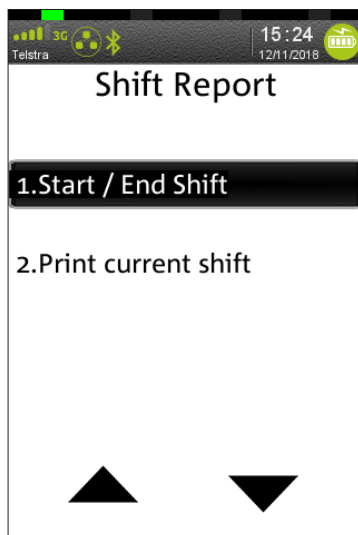 3G
15:24
Telstra
12/11/2018
Shift Report
1.Start / End Shift
2.Print current shift